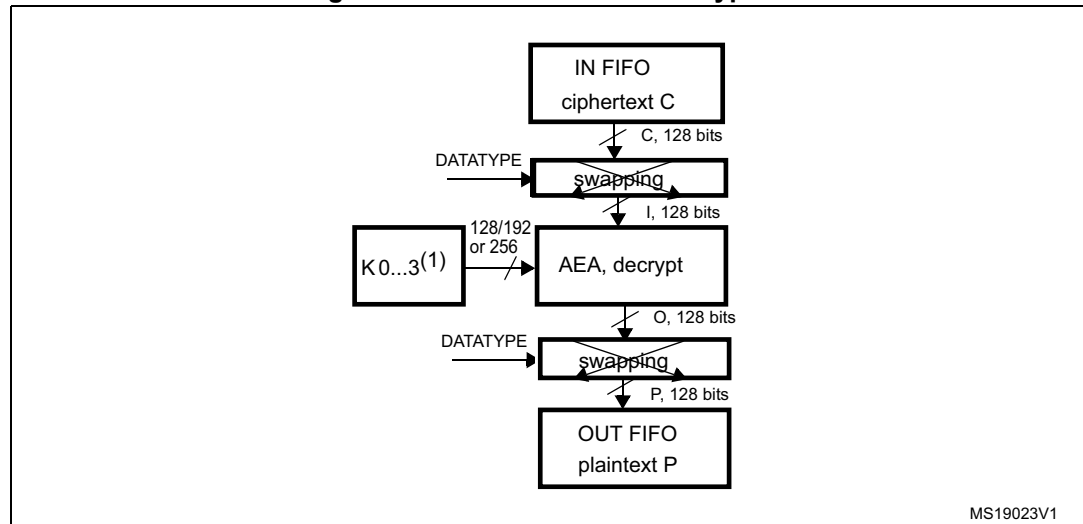 IN FIFO
ciphertext C
C, 128 bits
DATATYPE
swapping
I, 128 bits
128/192
or 256
K 0...3(1)
AEA, decrypt
O, 128 bits
DATATYPE
swapping
P, 128 bits
OUT FIFO
plaintext P
MS19023V1